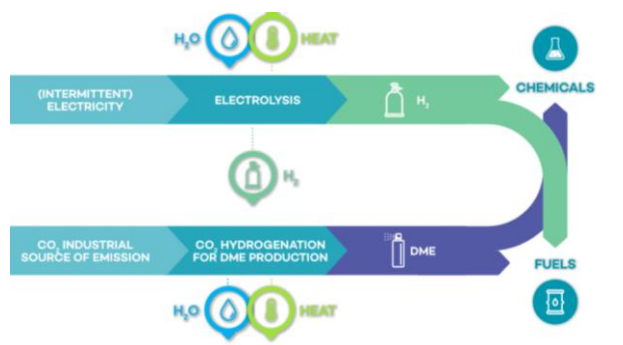 H₂O HEAT
(INTERMITTENT)
ELECTRICITY
ELECTROLYSIS
H₂
CHEMICALS
H₂
CO₂ INDUSTRIAL
SOURCE OF EMISSION
CO₂ HYDROGENATION
FOR DME PRODUCTION
DME
FUELS
H₂O HEAT